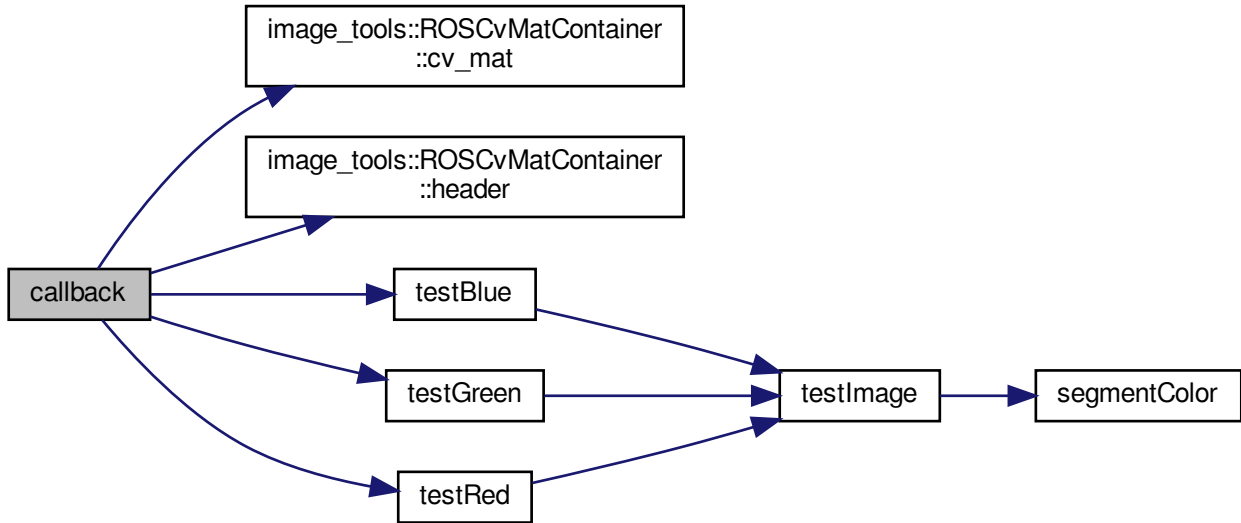 image_tools::ROSCvMatContainer
::cv_mat
image_tools::ROSCvMatContainer
::header
callback
testBlue
testGreen
testImage
segmentColor
testRed